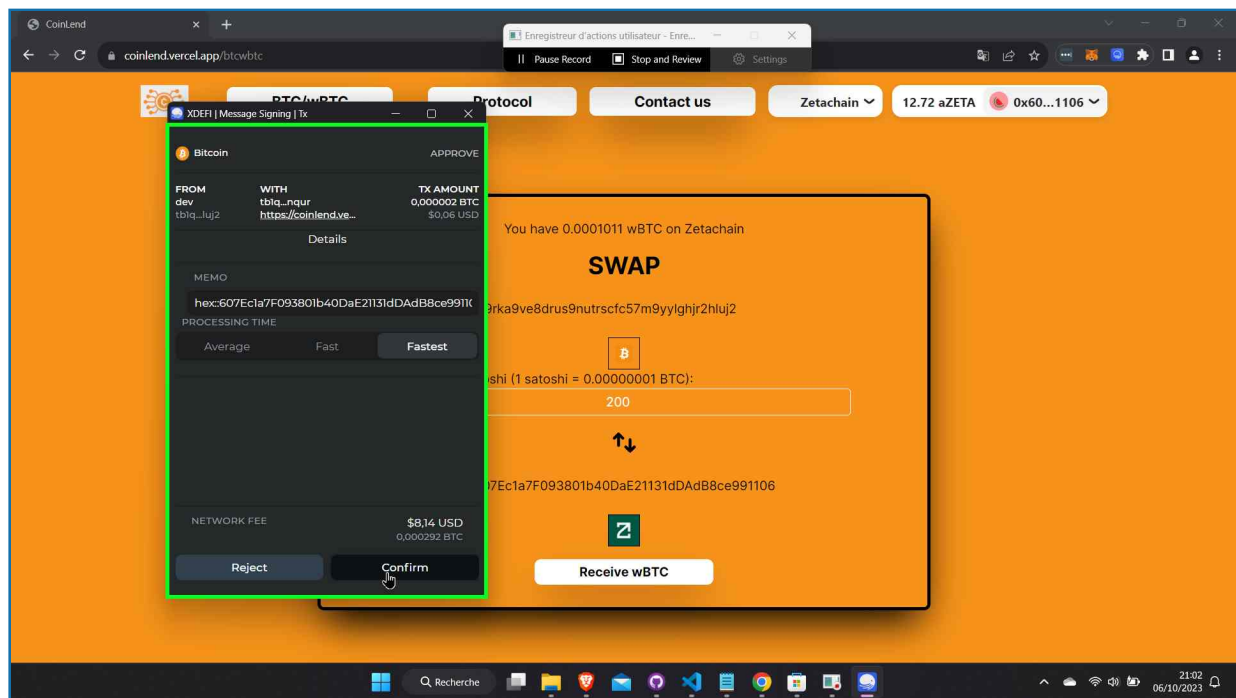 CoinLend
coinlend.vercel.app/btcwbtc
Enregistreur d'actions utilisateur - Enre...
Pause Record
Stop and Review
Settings
BTC/wBTC
Protocol
Contact us
Zetachain
12.72 aZETA
0x60...1106
XDEFI | Message Signing | Tx
Bitcoin
APPROVE
FROM WITH TX AMOUNT
dev tb1q...nqur 0,000002 BTC
tb1q...luj2 https://coinlend.ve... $0,06 USD
Details
MEMO
hex::607Ec1a7F093801b40DaE21131dDAdB8ce9911(
PROCESSING TIME
Average Fast Fastest
NETWORK FEE $8,14 USD
0,000292 BTC
Reject Confirm
You have 0.0001011 wBTC on Zetachain
SWAP
9rka9ve8drus9nutrscfc57m9yylghjr2hluj2
shi (1 satoshi = 0.00000001 BTC):
200
7Ec1a7F093801b40DaE21131dDAdB8ce991106
Receive wBTC
Recherche
21:02
06/10/2023